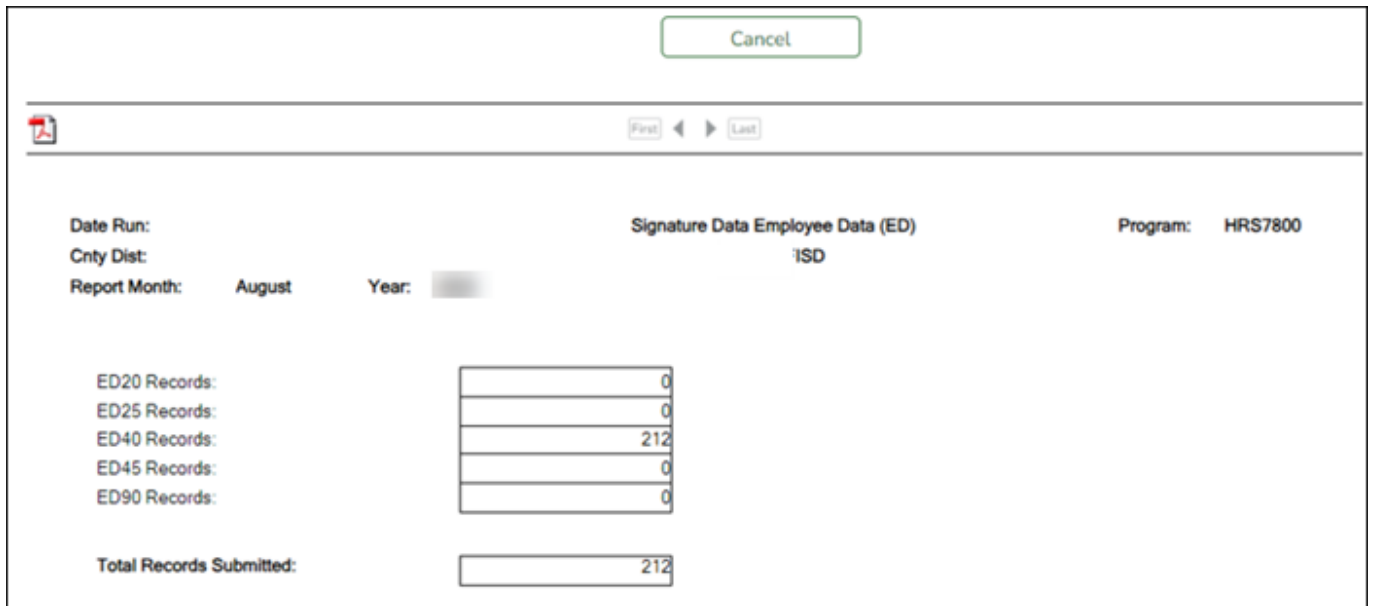 Cancel
First Last
Date Run: Signature Data Employee Data (ED) Program: HRS7800
Cnty Dist: ISD
Report Month: August Year:
ED20 Records: 0
ED25 Records: 0
ED40 Records: 212
ED45 Records: 0
ED90 Records: 0
Total Records Submitted: 212